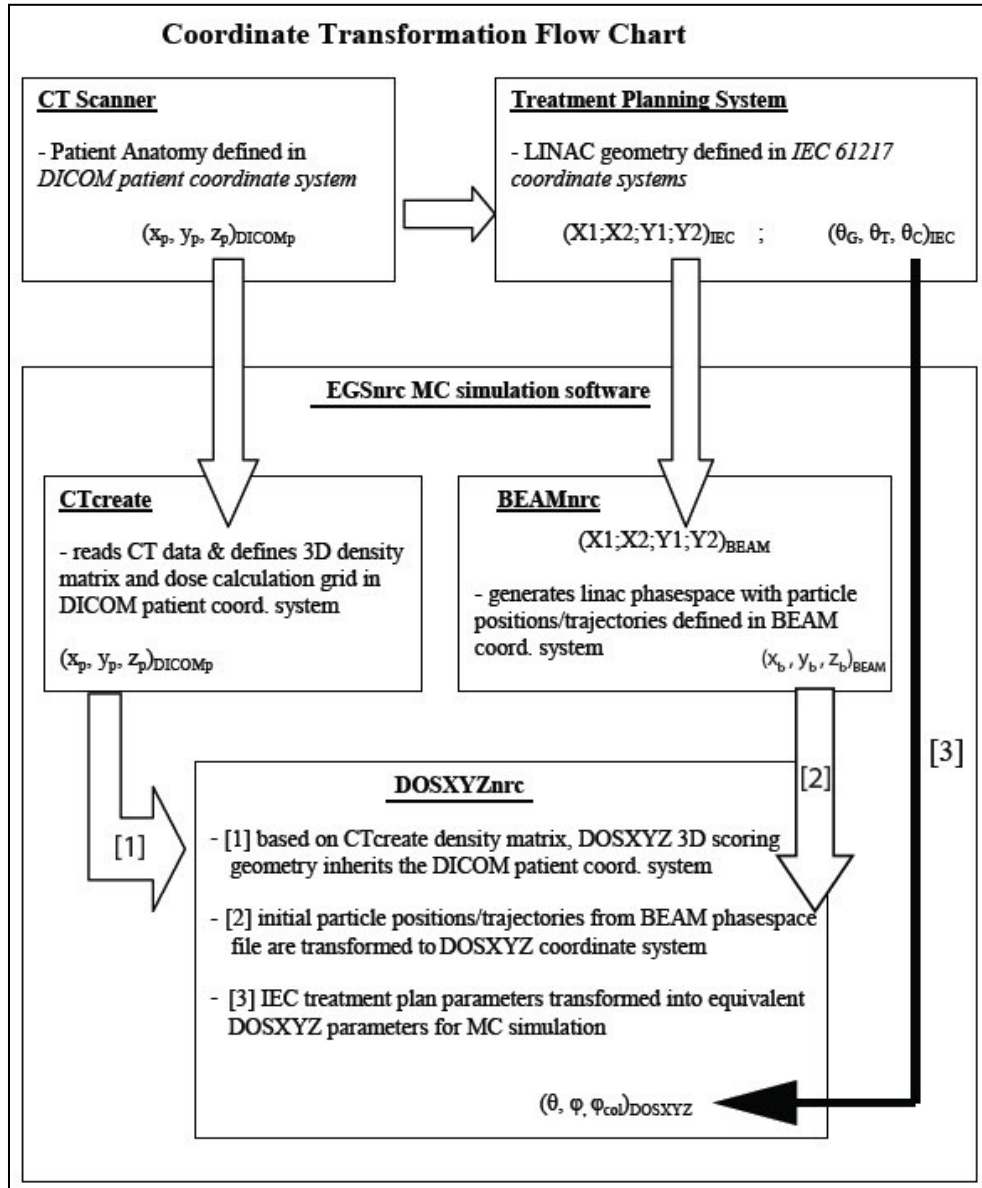 Coordinate Transformation Flow Chart
CT Scanner
- Patient Anatomy defined in
DICOM patient coordinate system
(xp, yp, zp)DICOMp
Treatment Planning System
- LINAC geometry defined in IEC 61217
coordinate systems
(X1;X2;Y1;Y2)IEC ; (θG, θT, θC)IEC
EGSnrc MC simulation software
CTcreate
- reads CT data & defines 3D density
matrix and dose calculation grid in
DICOM patient coord. system
(xp, yp, zp)DICOMp
BEAMnrc
(X1;X2;Y1;Y2)BEAM
- generates linac phasespace with particle
positions/trajectories defined in BEAM
coord. system
(xb, yb, zb)BEAM
[1]
[2]
[3]
DOSXYZnrc
- [1] based on CTcreate density matrix, DOSXYZ 3D scoring
geometry inherits the DICOM patient coord. system
- [2] initial particle positions/trajectories from BEAM phasespace
file are transformed to DOSXYZ coordinate system
- [3] IEC treatment plan parameters transformed into equivalent
DOSXYZ parameters for MC simulation
(θ, φ, φcol)DOSXYZ